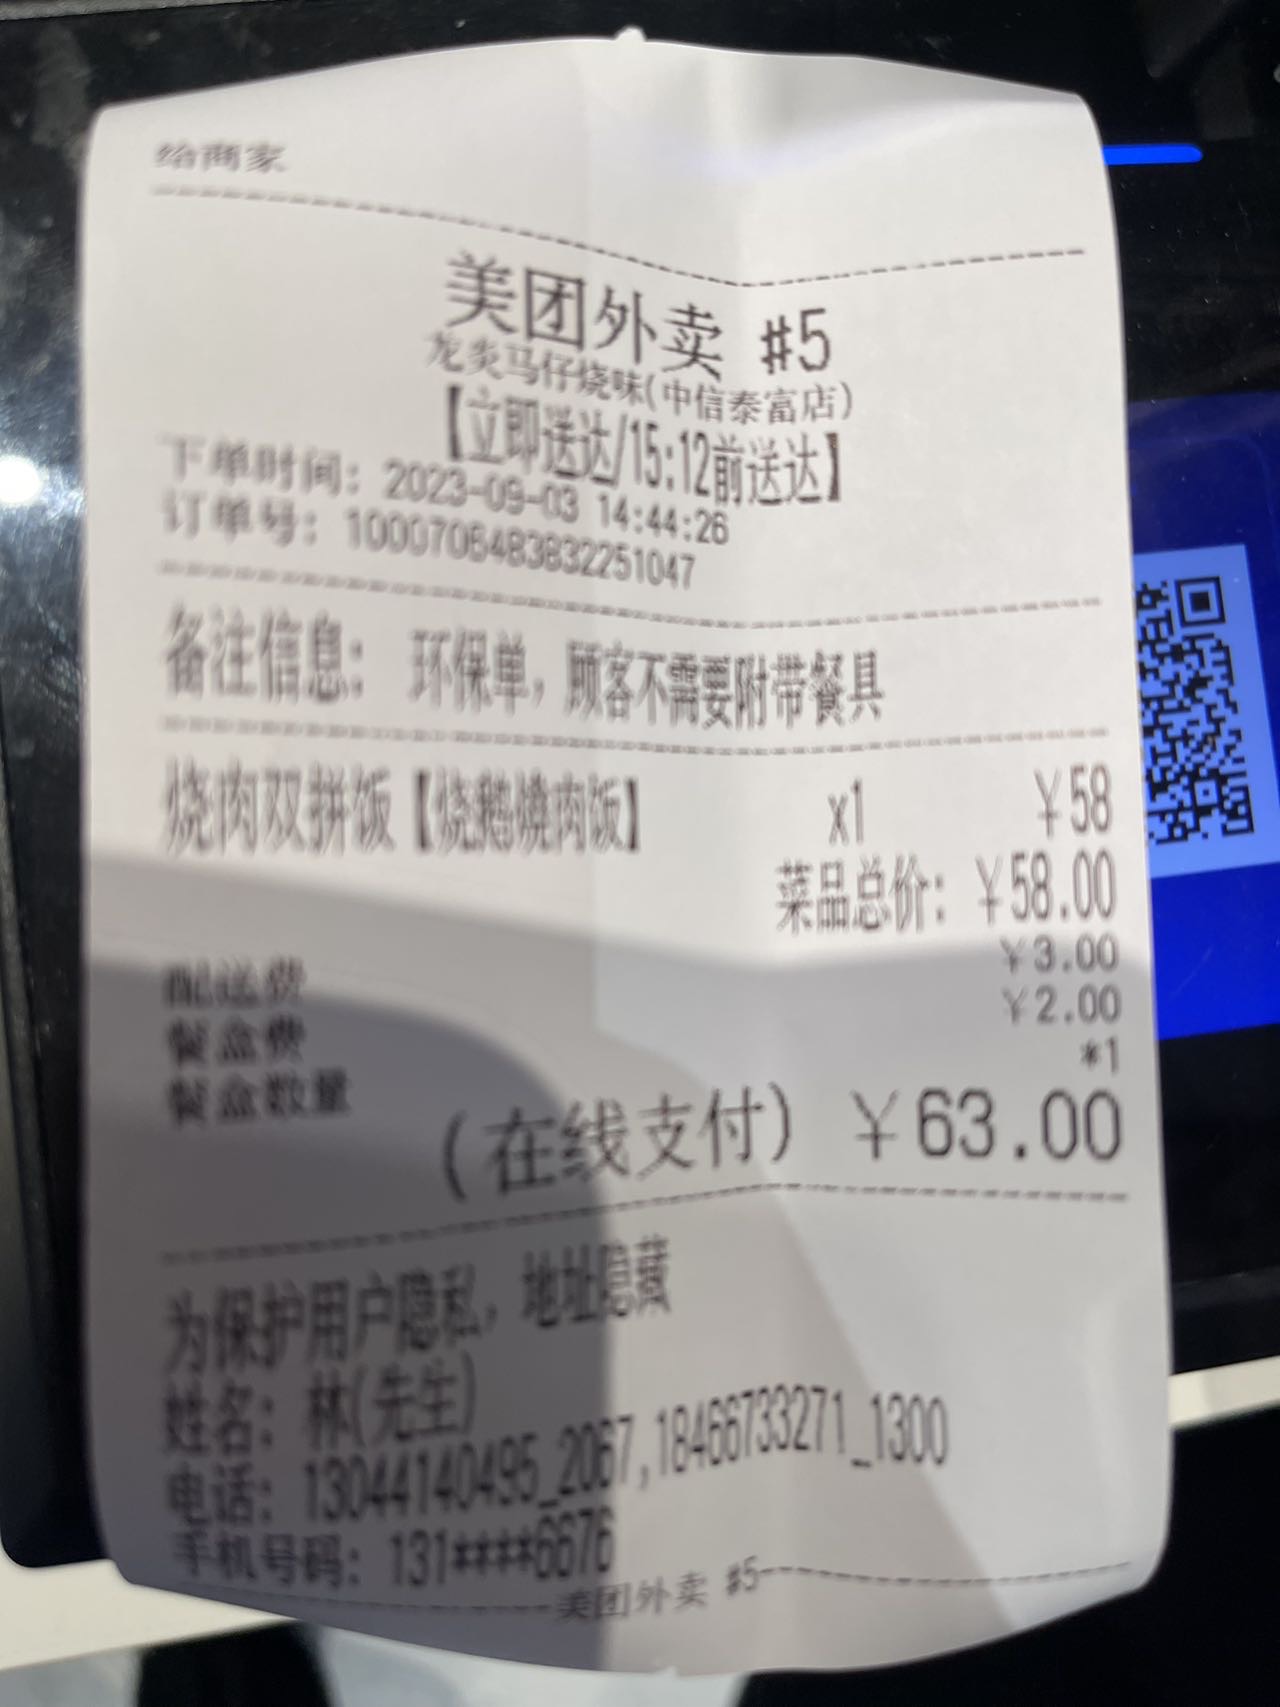 给商家
美团外卖 #5
龙炎马仔烧味(中信泰富店)
【立即送达/15:12前送达】
下单时间: 2023-09-03 14:44:26
订单号: 1000706483832251047
备注信息: 环保单, 顾客不需要附带餐具
烧肉双拼饭【烧鹅燒肉饭】 x1 ¥58
菜品总价: ¥58.00
配送费 ¥3.00
餐盒费 ¥2.00
餐盒数量 *1
(在线支付) ¥63.00
为保护用户隐私, 地址隐藏
姓名: 林(先生)
电话: 13044140495_2067,18466733271_1300
手机号码: 131****6676
美团外卖 #5